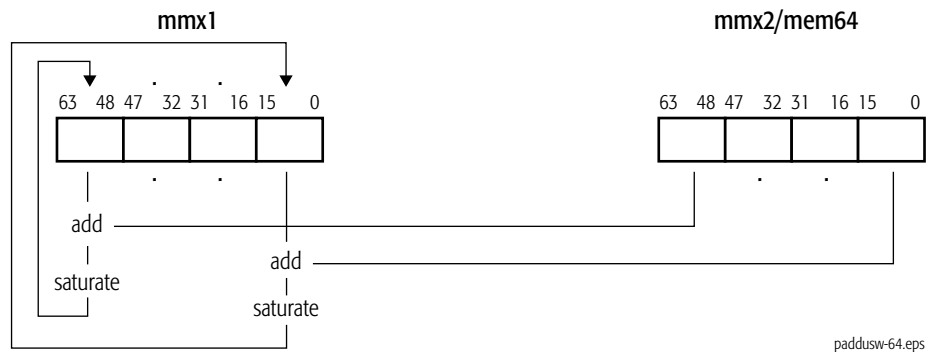 mmx1 mmx2/mem64
. .
63 48 47 32 31 16 15 0 63 48 47 32 31 16 15 0
. . . .
add
add
saturate
saturate
paddusw-64.eps